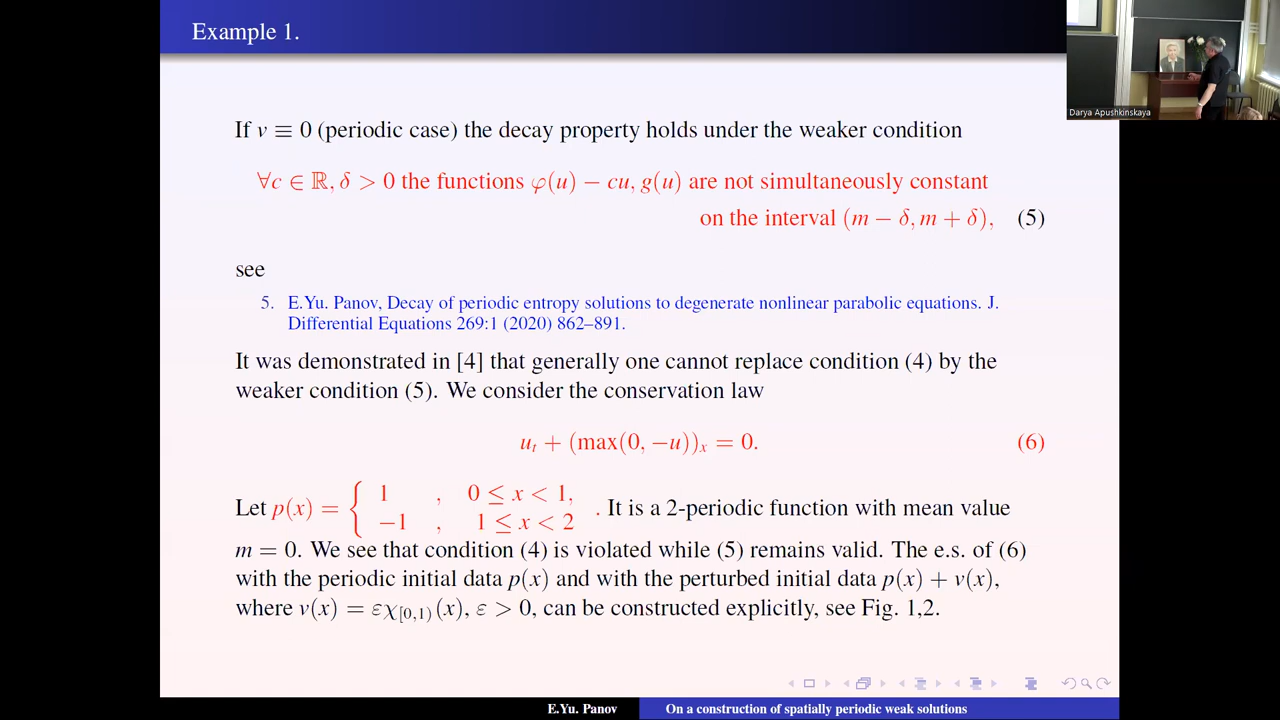 Example 1.
Darya Apushkinskaya
If v ≡ 0 (periodic case) the decay property holds under the weaker condition
∀c ∈ ℝ, δ > 0 the functions φ(u) − cu, g(u) are not simultaneously constant
on the interval (m − δ, m + δ), (5)
see
5. E.Yu. Panov, Decay of periodic entropy solutions to degenerate nonlinear parabolic equations. J.
Differential Equations 269:1 (2020) 862–891.
It was demonstrated in [4] that generally one cannot replace condition (4) by the
weaker condition (5). We consider the conservation law
u_t + (max(0, −u))_x = 0. (6)
Let p(x) = { 1 , 0 ≤ x < 1,
−1 , 1 ≤ x < 2 . It is a 2-periodic function with mean value
m = 0. We see that condition (4) is violated while (5) remains valid. The e.s. of (6)
with the periodic initial data p(x) and with the perturbed initial data p(x) + v(x),
where v(x) = εχ_[0,1)(x), ε > 0, can be constructed explicitly, see Fig. 1,2.
E.Yu. Panov On a construction of spatially periodic weak solutions